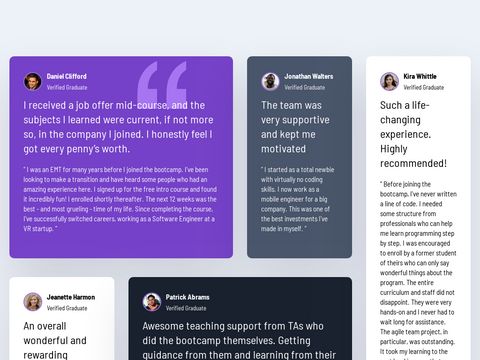 Daniel Clifford
Verified Graduate
I received a job offer mid-course, and the
subjects I learned were current, if not more
so, in the company I joined. I honestly feel I
got every penny's worth.
" I was an EMT for many years before I joined the bootcamp. I've been
looking to make a transition and have heard some people who had an
amazing experience here. I signed up for the free intro course and found
it incredibly fun! I enrolled shortly thereafter. The next 12 weeks was the
best - and most grueling - time of my life. Since completing the course,
I've successfully switched careers, working as a Software Engineer at a
VR startup. "
Jonathan Walters
Verified Graduate
The team was
very supportive
and kept me
motivated
" I started as a total newbie
with virtually no coding
skills. I now work as a
mobile engineer for a big
company. This was one of
the best investments I've
made in myself. "
Kira Whittle
Verified Graduate
Such a life-
changing
experience.
Highly
recommended!
" Before joining the
bootcamp, I've never written
a line of code. I needed
some structure from
professionals who can help
me learn programming step
by step. I was encouraged
to enroll by a former student
of theirs who can only say
wonderful things about the
program. The entire
curriculum and staff did not
disappoint. They were very
hands-on and I never had to
wait long for assistance.
The agile team project, in
particular, was outstanding.
It took my learning to the
Jeanette Harmon
Verified Graduate
An overall
wonderful and
rewarding
Patrick Abrams
Verified Graduate
Awesome teaching support from TAs who
did the bootcamp themselves. Getting
guidance from them and learning from their